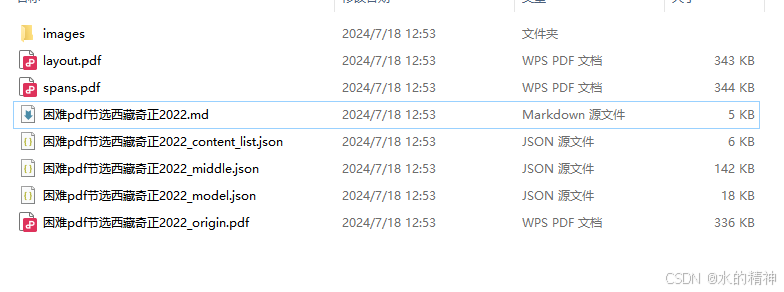 images 2024/7/18 12:53 文件夹
layout.pdf 2024/7/18 12:53 WPS PDF 文档 343 KB
spans.pdf 2024/7/18 12:53 WPS PDF 文档 344 KB
困难pdf节选西藏奇正2022.md 2024/7/18 12:53 Markdown 源文件 5 KB
困难pdf节选西藏奇正2022_content_list.json 2024/7/18 12:53 JSON 源文件 6 KB
困难pdf节选西藏奇正2022_middle.json 2024/7/18 12:53 JSON 源文件 142 KB
困难pdf节选西藏奇正2022_model.json 2024/7/18 12:53 JSON 源文件 18 KB
困难pdf节选西藏奇正2022_origin.pdf 2024/7/18 12:53 WPS PDF 文档 336 KB
CSDN @水的精神